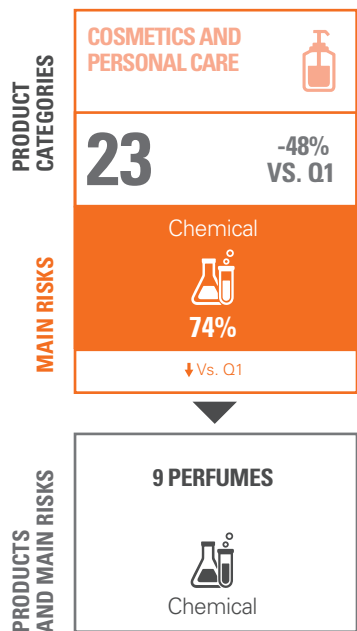 PRODUCT
CATEGORIES
COSMETICS AND
PERSONAL CARE
23
-48%
VS. Q1
MAIN RISKS
Chemical
74%
Vs. Q1
PRODUCTS
AND MAIN RISKS
9 PERFUMES
Chemical